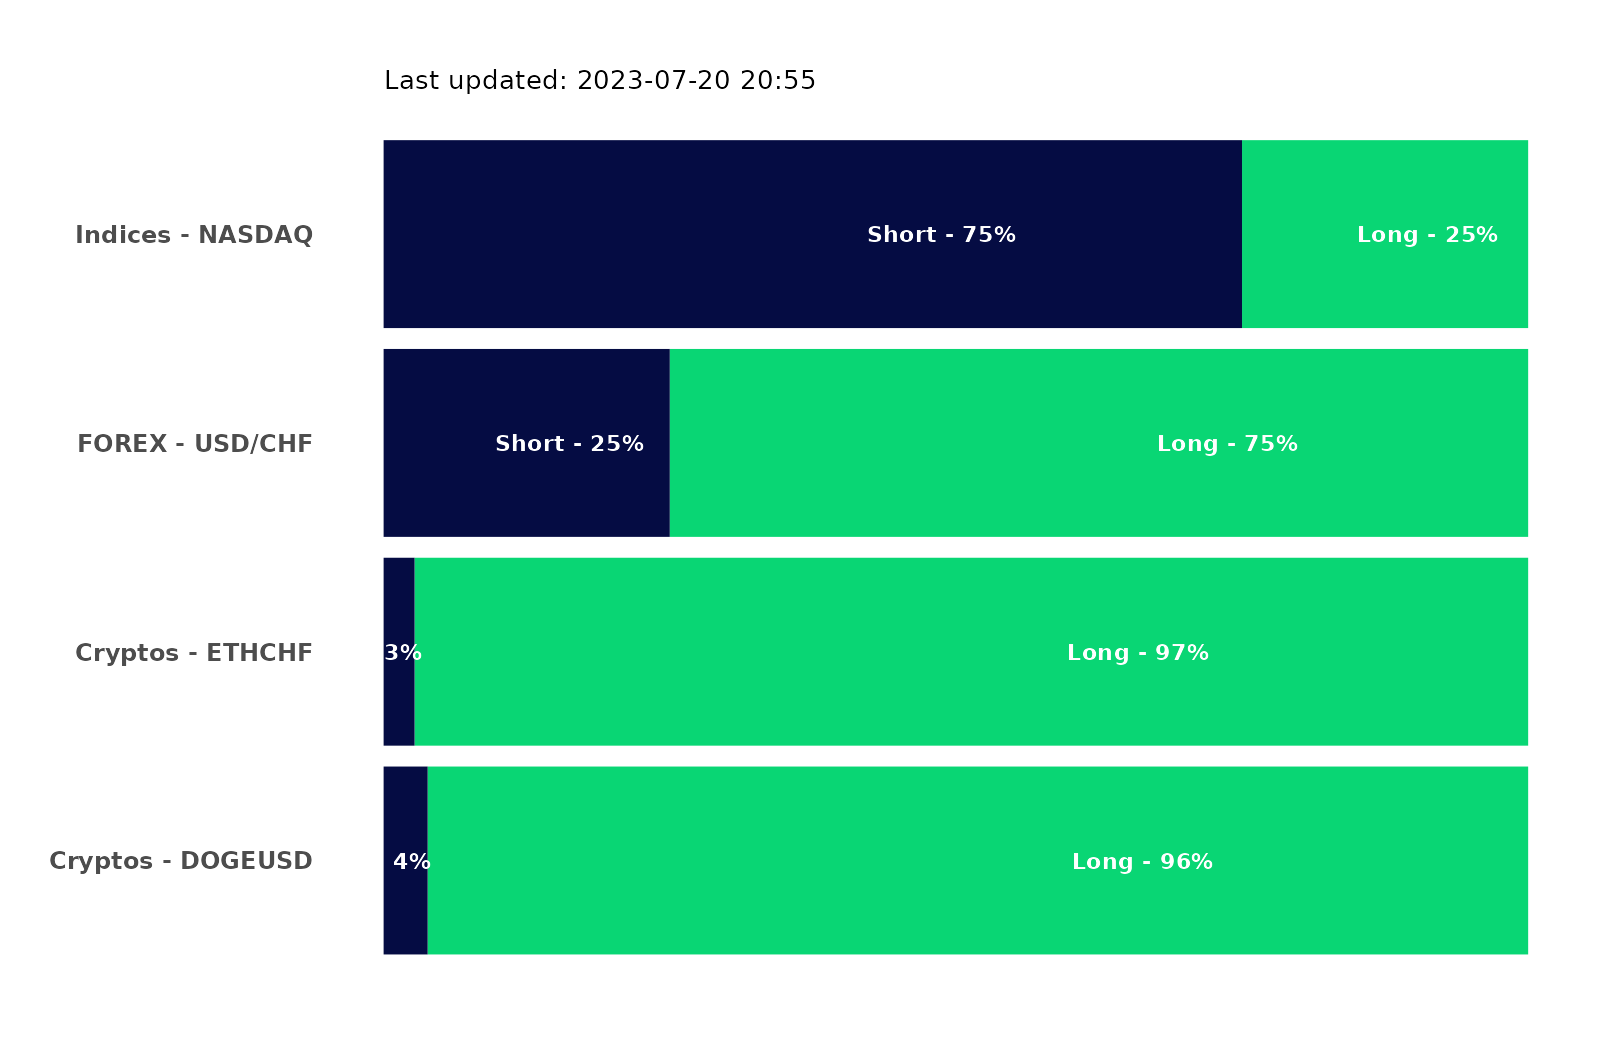 Last updated: 2023-07-20 20:55
Indices - NASDAQ Short - 75% Long - 25%
FOREX - USD/CHF Short - 25% Long - 75%
Cryptos - ETHCHF 3% Long - 97%
Cryptos - DOGEUSD 4% Long - 96%